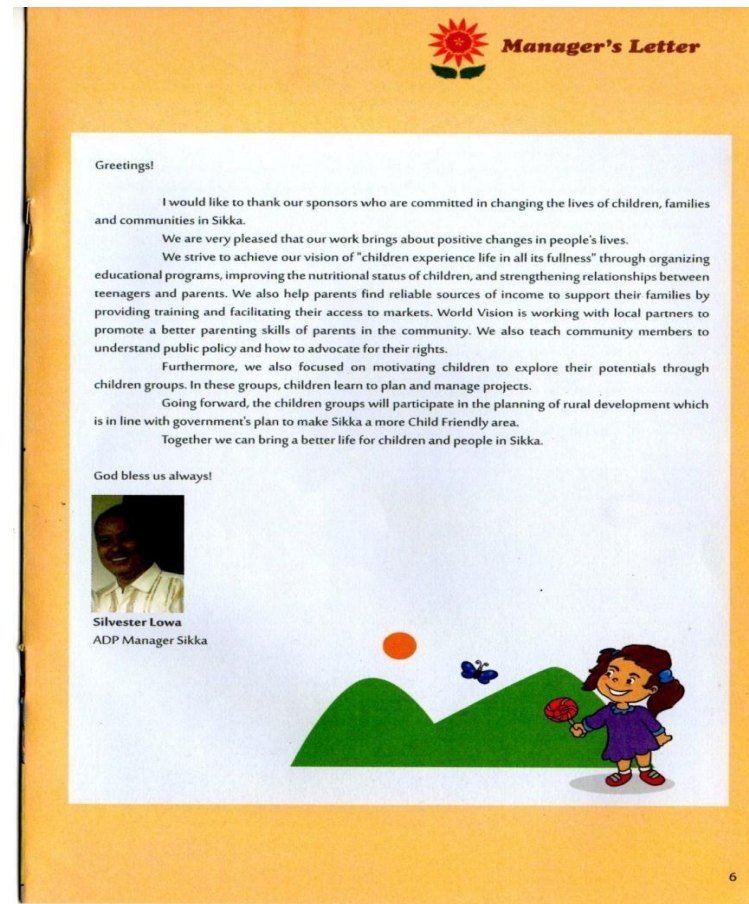 Manager's Letter
Greetings!
I would like to thank our sponsors who are committed in changing the lives of children, families
and communities in Sikka.
We are very pleased that our work brings about positive changes in people's lives.
We strive to achieve our vision of "children experience life in all its fullness" through organizing
educational programs, improving the nutritional status of children, and strengthening relationships between
teenagers and parents. We also help parents find reliable sources of income to support their families by
providing training and facilitating their access to markets. World Vision is working with local partners to
promote a better parenting skills of parents in the community. We also teach community members to
understand public policy and how to advocate for their rights.
Furthermore, we also focused on motivating children to explore their potentials through
children groups. In these groups, children learn to plan and manage projects.
Going forward, the children groups will participate in the planning of rural development which
is in line with government's plan to make Sikka a more Child Friendly area.
Together we can bring a better life for children and people in Sikka.
God bless us always!
Silvester Lowa
ADP Manager Sikka
6